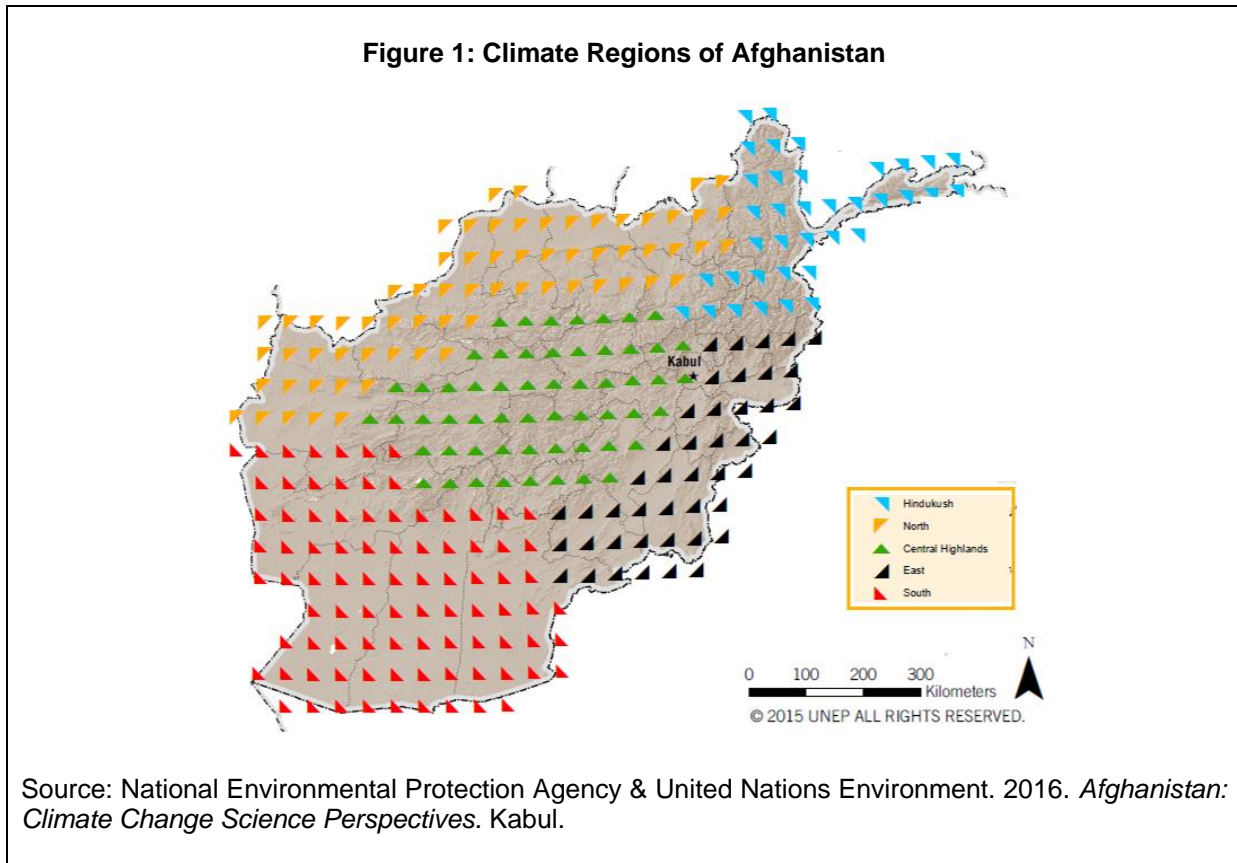 Figure 1: Climate Regions of Afghanistan
Kabul
Hindukush
North
Central Highlands
East
South
N
0 100 200 300
Kilometers
© 2015 UNEP ALL RIGHTS RESERVED.
Source: National Environmental Protection Agency & United Nations Environment. 2016. Afghanistan:
Climate Change Science Perspectives. Kabul.